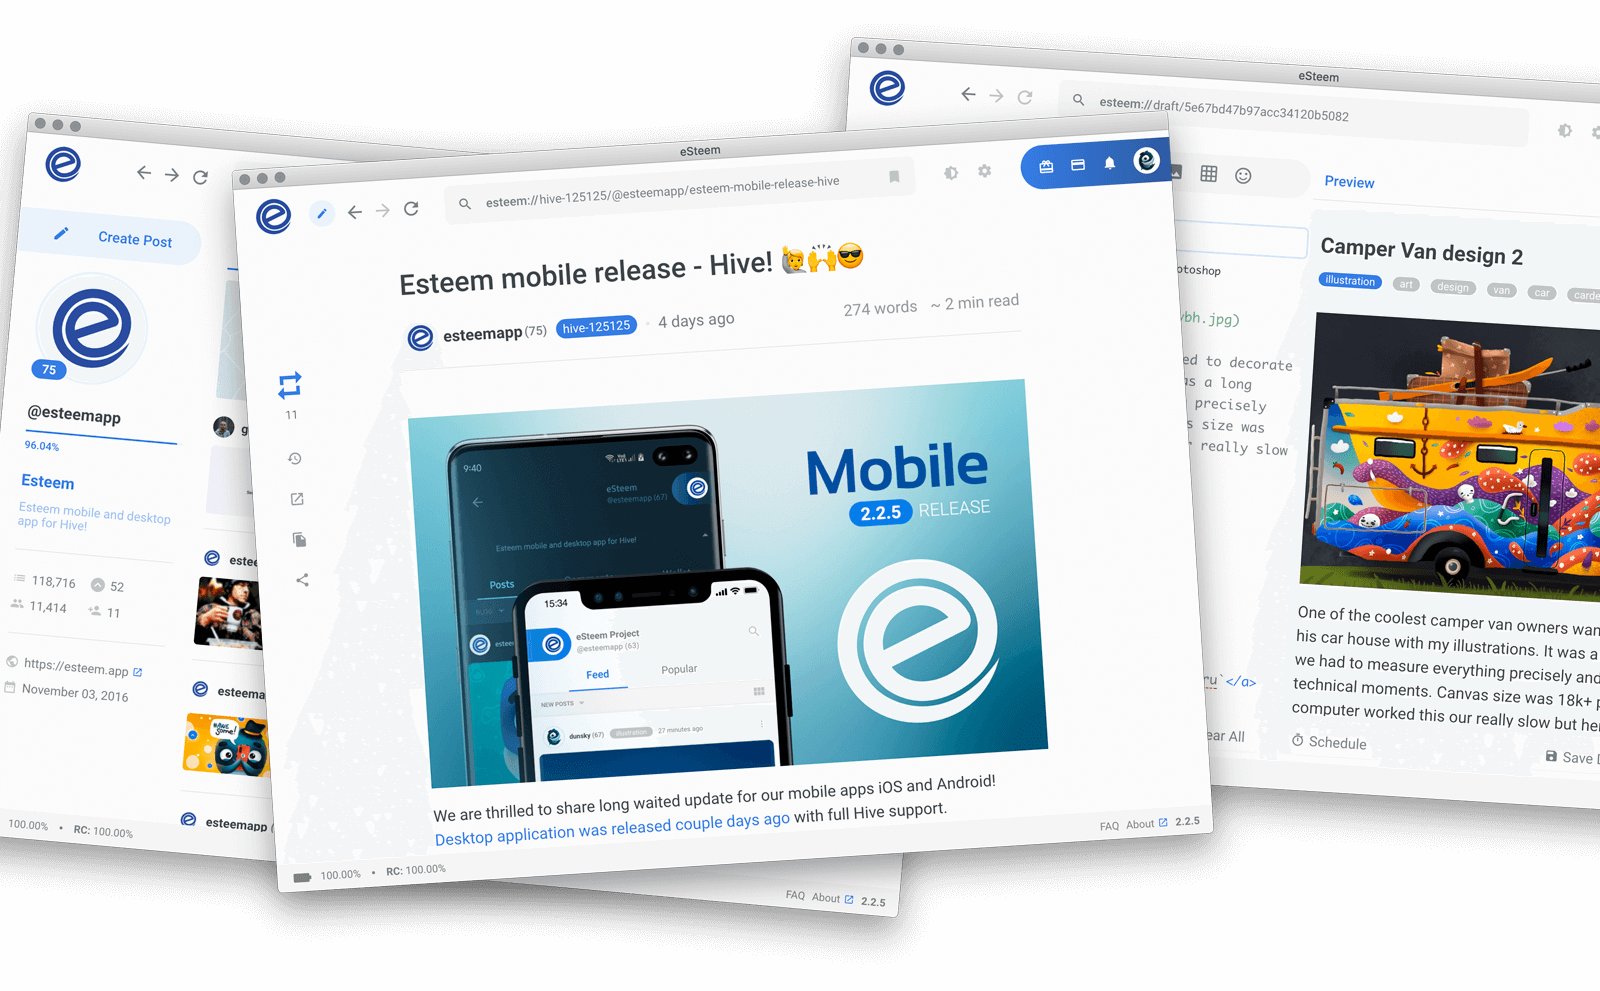 Create Post
75
@esteemapp
96.04%
Esteem
Esteem mobile and desktop
app for Hive!
118,716
52
11,414
11
https://esteem.app
November 03, 2016
100.00% • RC: 100.00%
esteema
AWE
SOME!
esteemapp
FAQ About 2.2.5
eSteem
esteem://hive-125125/@esteemapp/esteem-mobile-release-hive
Esteem mobile release - Hive! 🙋🙌😎
esteemapp (75) hive-125125 • 4 days ago
274 words ~ 2 min read
11
9:40
eSteem
@esteemapp (67)
Esteem mobile and desktop app for Hive!
Posts
15:34
eSteem Project
@esteemapp (63)
Feed Popular
NEW POSTS
dunsky (67) illustration 27 minutes ago
Mobile
2.2.5 RELEASE
We are thrilled to share long waited update for our mobile apps iOS and Android!
Desktop application was released couple days ago with full Hive support.
100.00% • RC: 100.00%
FAQ About 2.2.5
eSteem
esteem://draft/5e67bd47b97acc34120b5082
Preview
otoshop
bh.jpg)
ed to decorate
as a long
precisely
s size was
really slow
ru`</a>
ear All
Camper Van design 2
illustration art design van car carde
One of the coolest camper van owners wan
his car house with my illustrations. It was a
we had to measure everything precisely and
technical moments. Canvas size was 18k+ p
computer worked this our really slow but her
Schedule
Save